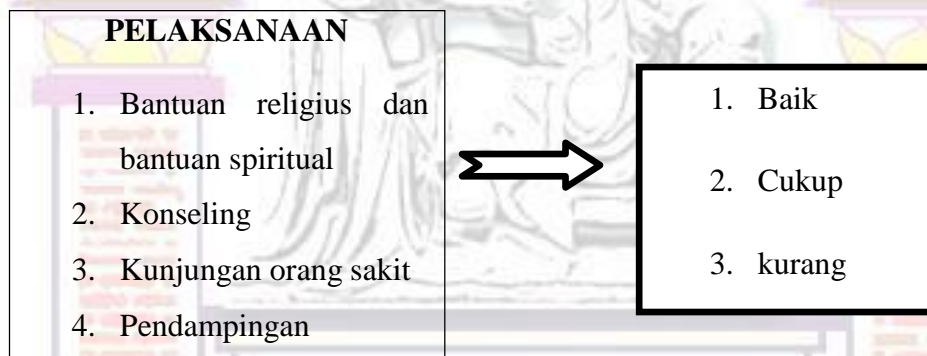 PELAKSANAAN
1. Bantuan religius dan
bantuan spiritual
2. Konseling
3. Kunjungan orang sakit
4. Pendampingan
1. Baik
2. Cukup
3. kurang